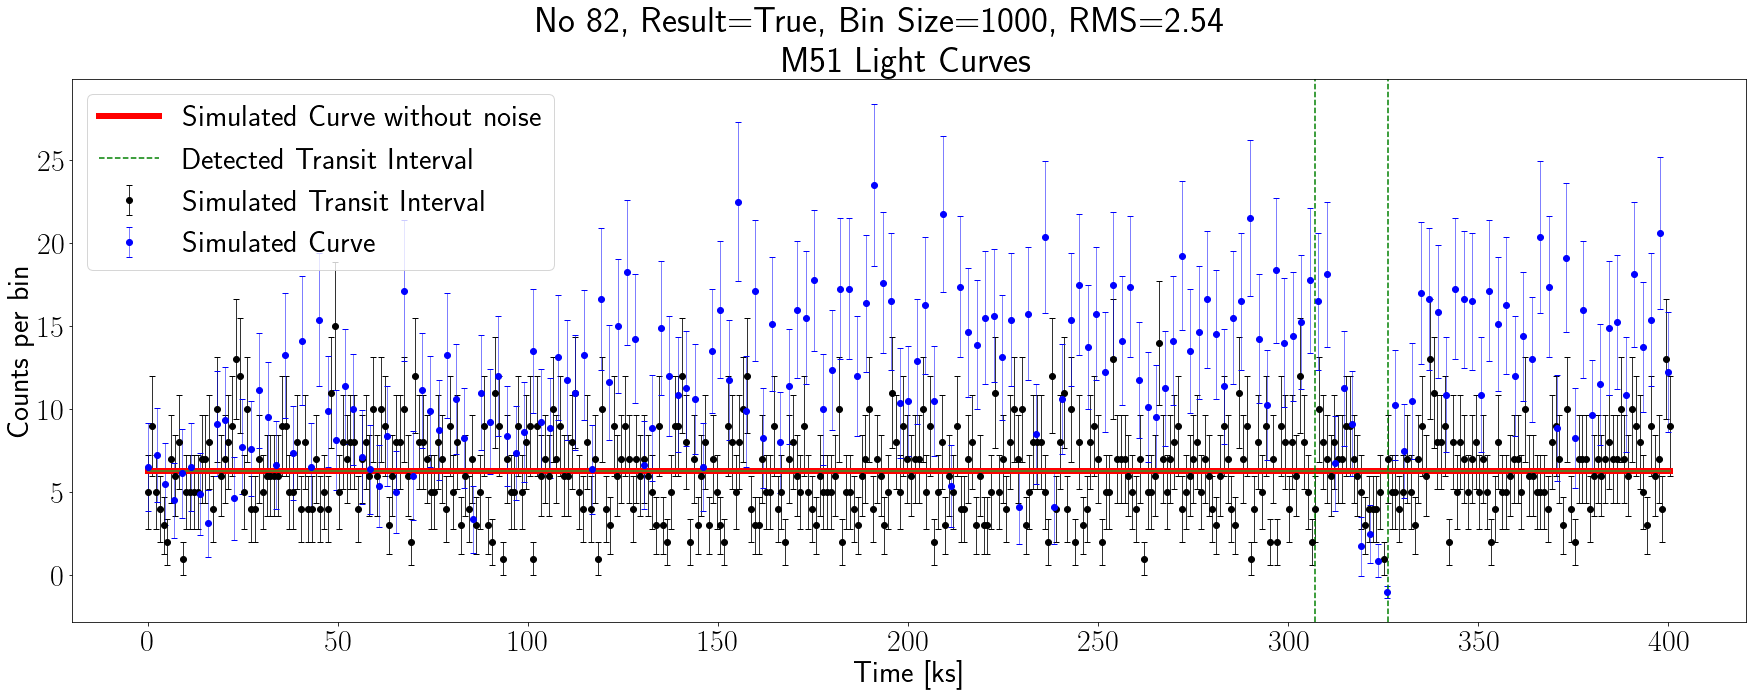 No 82, Result=True, Bin Size=1000, RMS=2.54
M51 Light Curves
Simulated Curve without noise
Detected Transit Interval
Simulated Transit Interval
Simulated Curve
Counts per bin
25
20
15
10
5
0
0 50 100 150 200 250 300 350 400
Time [ks]